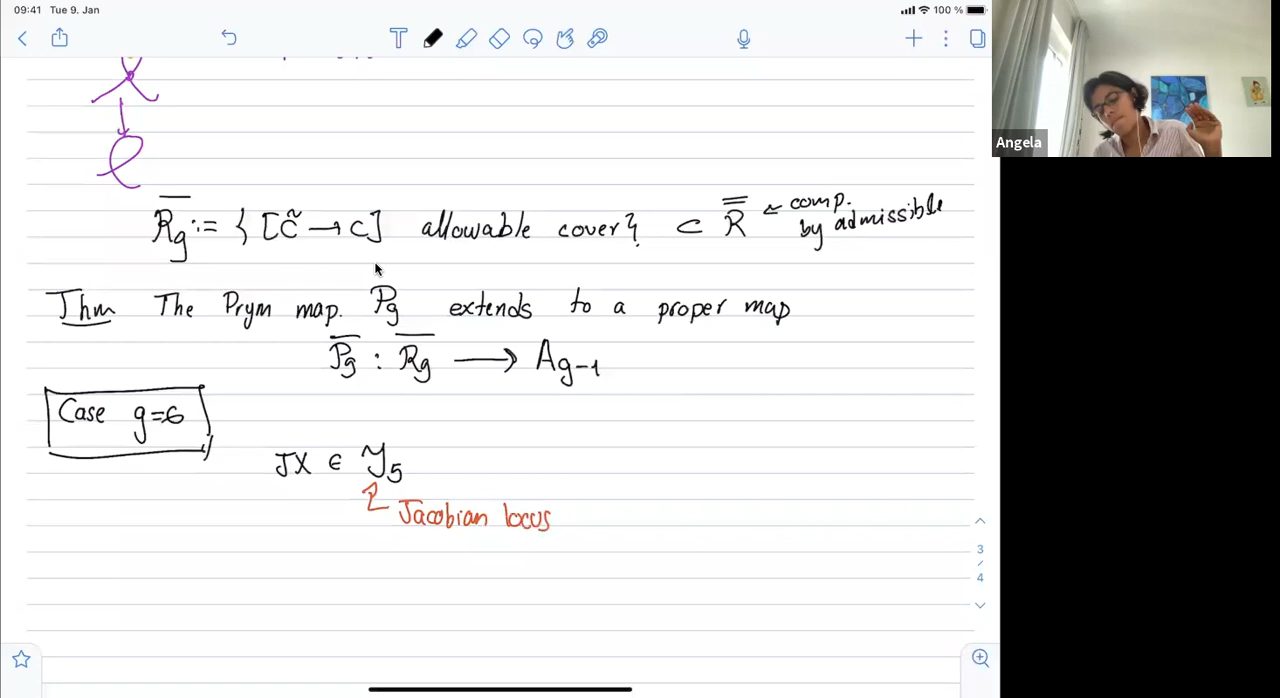 09:41 Tue 9. Jan
100 %
Angela
R̅g := { [C̃ → C] allowable cover } ⊂ R̿ ← comp. by admissible
Thm The Prym map. Pg extends to a proper map
P̅g : R̅g ⟶ Ag-1
Case g=6
JX ∈ J5
Jacobian locus
3
/
4